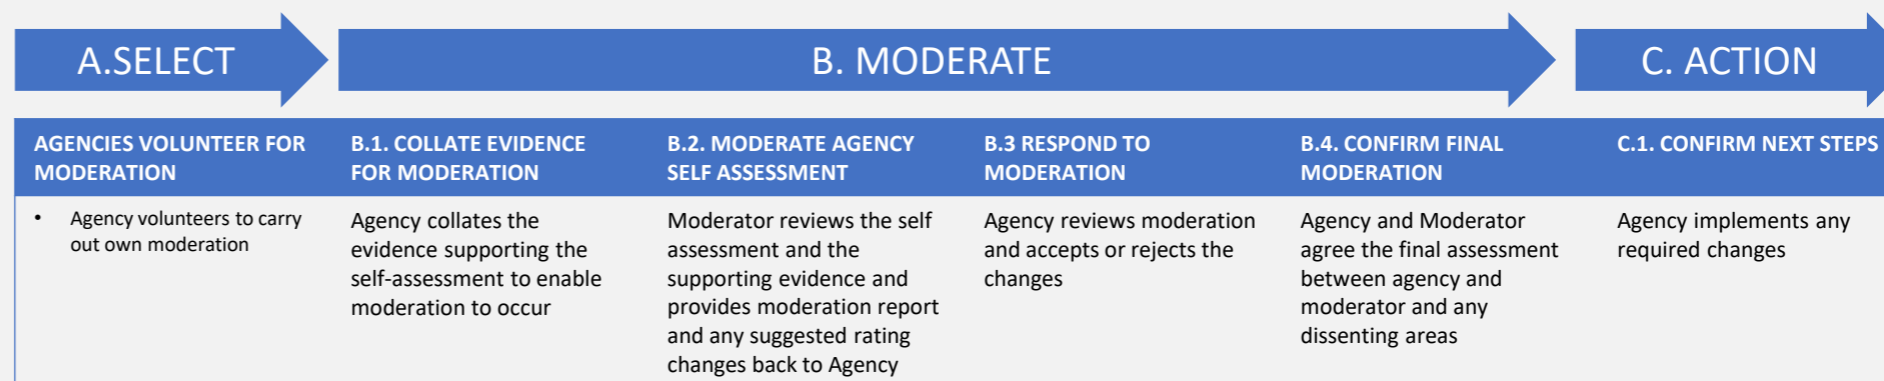 A.SELECT
B. MODERATE
C. ACTION
AGENCIES VOLUNTEER FOR
MODERATION
B.1. COLLATE EVIDENCE
FOR MODERATION
B.2. MODERATE AGENCY
SELF ASSESSMENT
B.3 RESPOND TO
MODERATION
B.4. CONFIRM FINAL
MODERATION
C.1. CONFIRM NEXT STEPS
• Agency volunteers to carry
out own moderation
Agency collates the
evidence supporting the
self-assessment to enable
moderation to occur
Moderator reviews the self
assessment and the
supporting evidence and
provides moderation report
and any suggested rating
changes back to Agency
Agency reviews moderation
and accepts or rejects the
changes
Agency and Moderator
agree the final assessment
between agency and
moderator and any
dissenting areas
Agency implements any
required changes